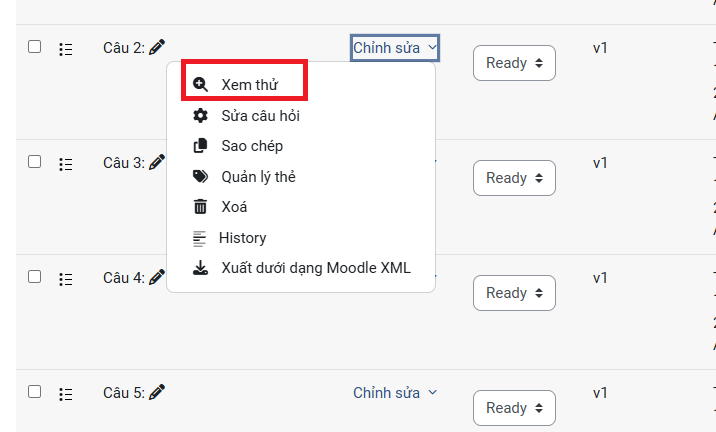 Câu 2: Chỉnh sửa Ready v1
Xem thử
Sửa câu hỏi
Sao chép
Câu 3: Ready v1
Quản lý thẻ
Xoá
History
Xuất dưới dạng Moodle XML
Câu 4: Ready v1
Câu 5: Chỉnh sửa Ready v1